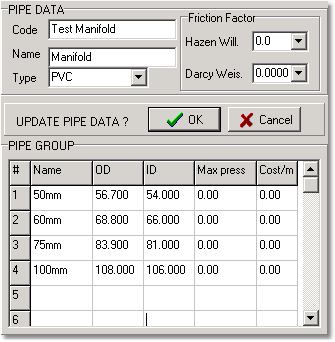 PIPE DATA
Code Test Manifold
Name Manifold
Type PVC
Friction Factor
Hazen Will. 0.0
Darcy Weis. 0.0000
UPDATE PIPE DATA ? OK Cancel
PIPE GROUP
# Name OD ID Max press Cost/m
1 50mm 56.700 54.000 0.00 0.00
2 60mm 68.800 66.000 0.00 0.00
3 75mm 83.900 81.000 0.00 0.00
4 100mm 108.000 106.000 0.00 0.00
5
6